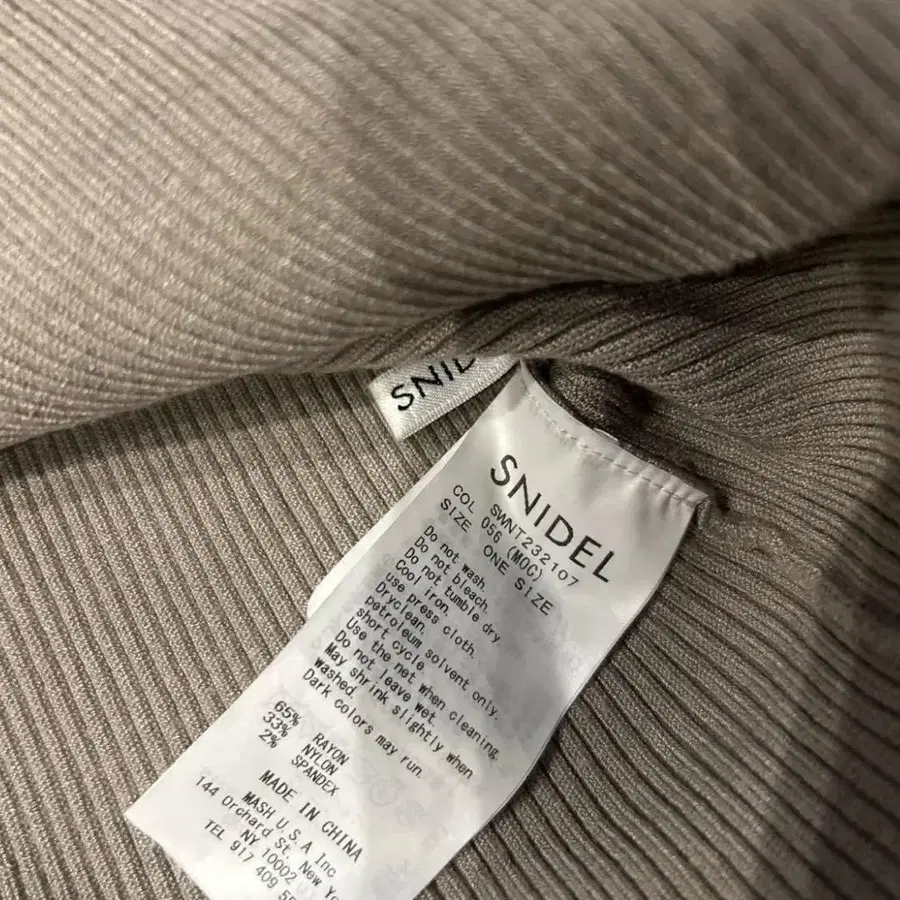 SNID
SNIDEL
SWNT232107
COL 056 (MOC)
SIZE ONE SIZE
Do not wash.
Do not bleach.
Do not tumble dry.
Cool iron.
use press cloth.
Dryclean.
petroleum solvent only.
short cycle.
Use the net when cleaning.
Do not leave wet.
May shrink slightly when
washed.
Dark colors may run.
65% RAYON
33% NYLON
2% SPANDEX
MADE IN CHINA
MASH U.S.A Inc
144 Orchard St. New Yo
NY 10002
TEL 917 409 5